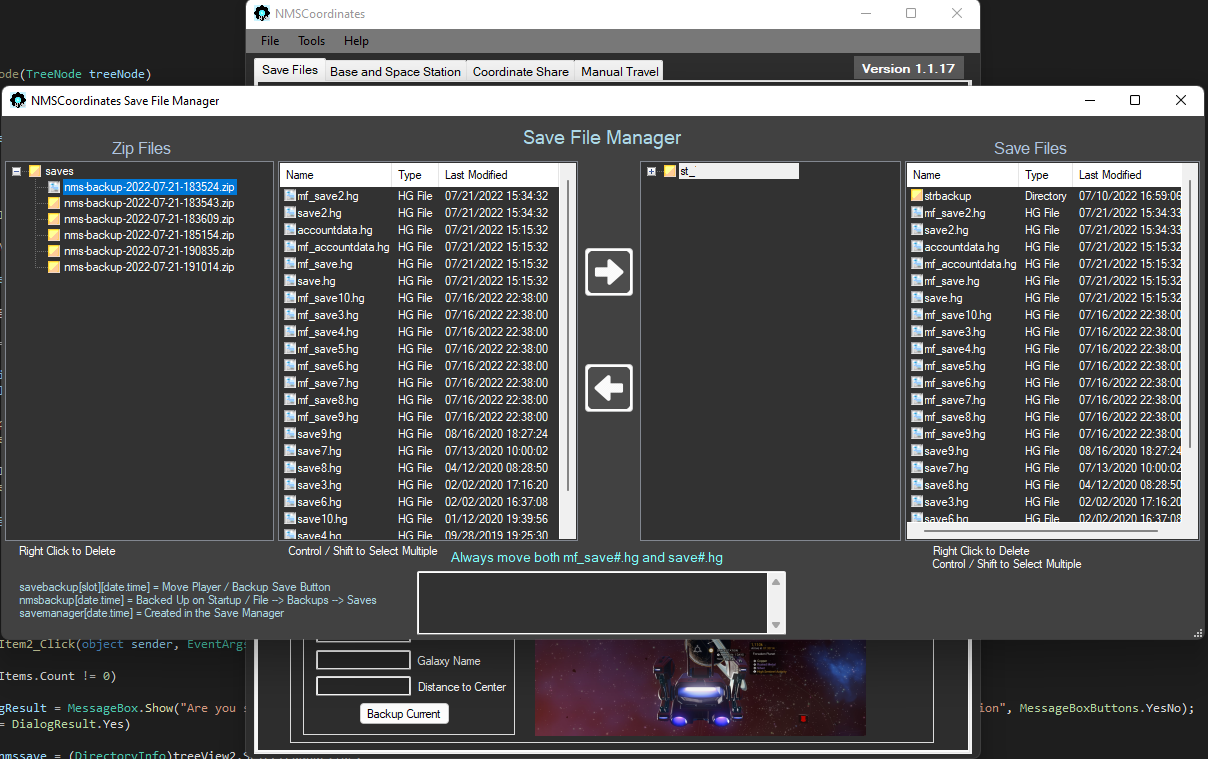 NMSCoordinates
File Tools Help
ode(TreeNode treeNode)
Save Files Base and Space Station Coordinate Share Manual Travel Version 1.1.17
NMSCoordinates Save File Manager
Save File Manager
Zip Files
Save Files
saves
nms-backup-2022-07-21-183524.zip
nms-backup-2022-07-21-183543.zip
nms-backup-2022-07-21-183609.zip
nms-backup-2022-07-21-185154.zip
nms-backup-2022-07-21-190835.zip
nms-backup-2022-07-21-191014.zip
Name Type Last Modified
mf_save2.hg HG File 07/21/2022 15:34:32
save2.hg HG File 07/21/2022 15:34:32
accountdata.hg HG File 07/21/2022 15:15:32
mf_accountdata.hg HG File 07/21/2022 15:15:32
mf_save.hg HG File 07/21/2022 15:15:32
save.hg HG File 07/21/2022 15:15:32
mf_save10.hg HG File 07/16/2022 22:38:00
mf_save3.hg HG File 07/16/2022 22:38:00
mf_save4.hg HG File 07/16/2022 22:38:00
mf_save5.hg HG File 07/16/2022 22:38:00
mf_save6.hg HG File 07/16/2022 22:38:00
mf_save7.hg HG File 07/16/2022 22:38:00
mf_save8.hg HG File 07/16/2022 22:38:00
mf_save9.hg HG File 07/16/2022 22:38:00
save9.hg HG File 08/16/2020 18:27:24
save7.hg HG File 07/13/2020 10:00:02
save8.hg HG File 04/12/2020 08:28:50
save3.hg HG File 02/02/2020 17:16:20
save6.hg HG File 02/02/2020 16:37:08
save10.hg HG File 01/12/2020 19:39:56
save4.hg HG File 09/28/2019 19:25:30
st_
Name Type Last Modified
strbackup Directory 07/10/2022 16:59:06
mf_save2.hg HG File 07/21/2022 15:34:33
save2.hg HG File 07/21/2022 15:34:33
accountdata.hg HG File 07/21/2022 15:15:32
mf_accountdata.hg HG File 07/21/2022 15:15:32
mf_save.hg HG File 07/21/2022 15:15:32
save.hg HG File 07/21/2022 15:15:32
mf_save10.hg HG File 07/16/2022 22:38:00
mf_save3.hg HG File 07/16/2022 22:38:00
mf_save4.hg HG File 07/16/2022 22:38:00
mf_save5.hg HG File 07/16/2022 22:38:00
mf_save6.hg HG File 07/16/2022 22:38:00
mf_save7.hg HG File 07/16/2022 22:38:00
mf_save8.hg HG File 07/16/2022 22:38:00
mf_save9.hg HG File 07/16/2022 22:38:00
save9.hg HG File 08/16/2020 18:27:24
save7.hg HG File 07/13/2020 10:00:02
save8.hg HG File 04/12/2020 08:28:50
save3.hg HG File 02/02/2020 17:16:20
save6.hg HG File 02/02/2020 16:37:08
Right Click to Delete
Control / Shift to Select Multiple
Always move both mf_save#.hg and save#.hg
Right Click to Delete
Control / Shift to Select Multiple
savebackup[slot][date.time] = Move Player / Backup Save Button
nmsbackup[date.time] = Backed Up on Startup / File --> Backups --> Saves
savemanager[date.time] = Created in the Save Manager
Item2_Click(object sender, EventArgs
Items.Count != 0)
gResult = MessageBox.Show("Are you s
ion", MessageBoxButtons.YesNo);
= DialogResult.Yes)
nmssave = (DirectoryInfo)treeView2.S
Galaxy Name
Distance to Center
Backup Current